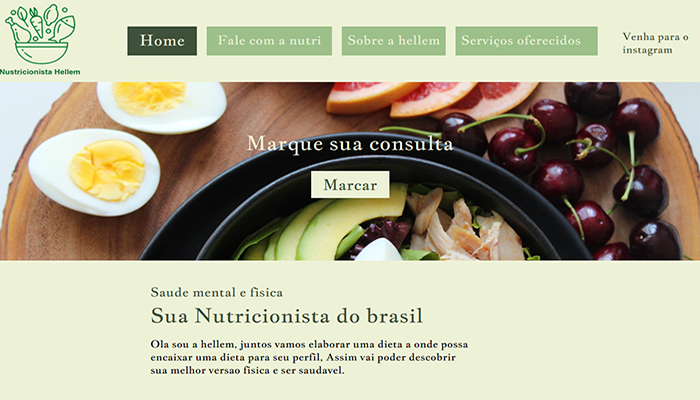 Nustricionista Hellem
Home
Fale com a nutri
Sobre a hellem
Serviços oferecidos
Venha para o
instagram
Marque sua consulta
Marcar
Saude mental e fisica
Sua Nutricionista do brasil
Ola sou a hellem, juntos vamos elaborar uma dieta a onde possa
encaixar uma dieta para seu perfil, Assim vai poder descobrir
sua melhor versao fisica e ser saudavel.